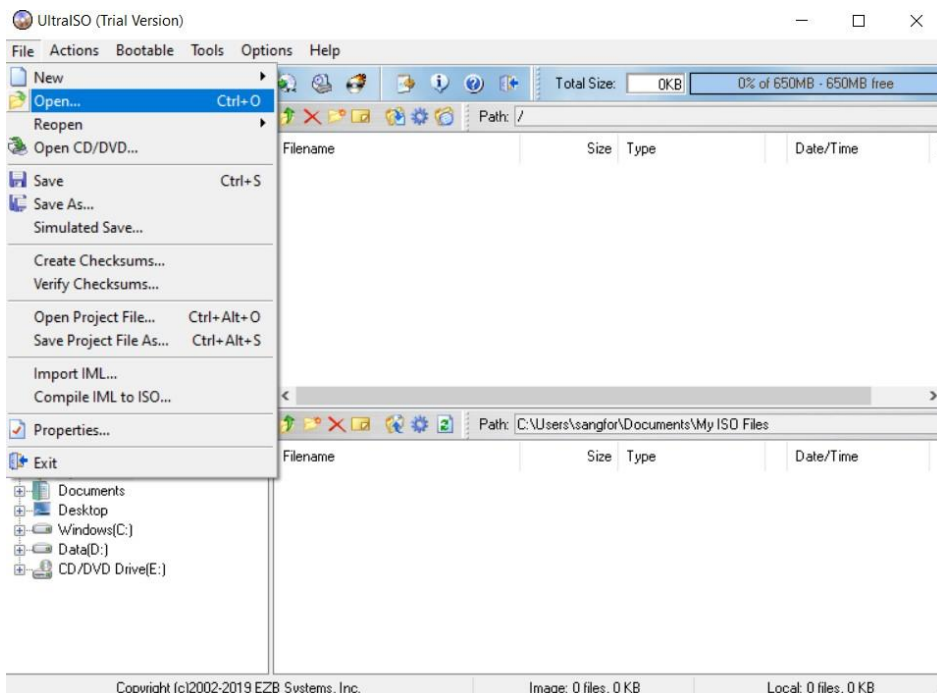 UltraISO (Trial Version)
File Actions Bootable Tools Options Help
New
Open... Ctrl+O
Reopen
Open CD/DVD...
Save Ctrl+S
Save As...
Simulated Save...
Create Checksums...
Verify Checksums...
Open Project File... Ctrl+Alt+O
Save Project File As... Ctrl+Alt+S
Import IML...
Compile IML to ISO...
Properties...
Exit
Total Size: 0KB 0% of 650MB - 650MB free
Path: /
Filename Size Type Date/Time
Path: C:\Users\sangfor\Documents\My ISO Files
Filename Size Type Date/Time
Documents
Desktop
Windows(C:)
Data(D:)
CD/DVD Drive(E:)
Copyright (c)2002-2019 EZB Systems, Inc. Image: 0 files, 0 KB Local: 0 files, 0 KB